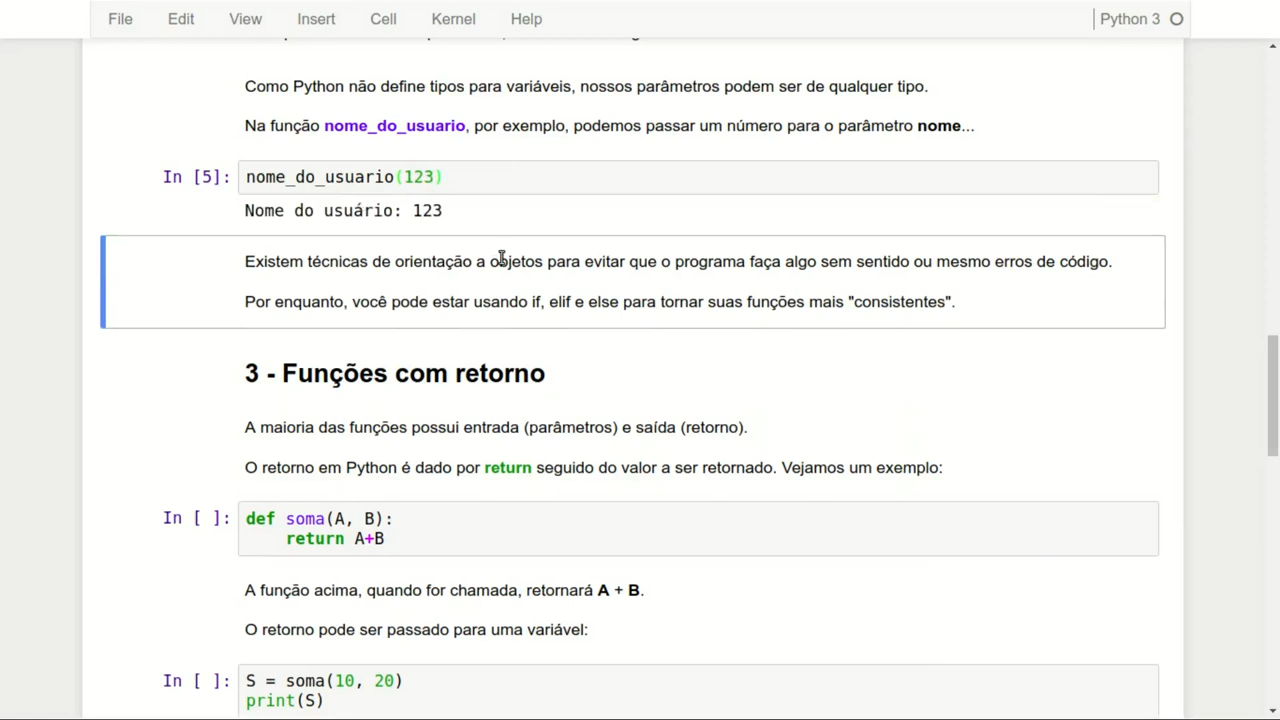 File Edit View Insert Cell Kernel Help Python 3
Como Python não define tipos para variáveis, nossos parâmetros podem ser de qualquer tipo.
Na função nome_do_usuario, por exemplo, podemos passar um número para o parâmetro nome...
In [5]: nome_do_usuario(123)
Nome do usuário: 123
Existem técnicas de orientação a objetos para evitar que o programa faça algo sem sentido ou mesmo erros de código.
Por enquanto, você pode estar usando if, elif e else para tornar suas funções mais "consistentes".
3 - Funções com retorno
A maioria das funções possui entrada (parâmetros) e saída (retorno).
O retorno em Python é dado por return seguido do valor a ser retornado. Vejamos um exemplo:
In [ ]: def soma(A, B):
return A+B
A função acima, quando for chamada, retornará A + B.
O retorno pode ser passado para uma variável:
In [ ]: S = soma(10, 20)
print(S)